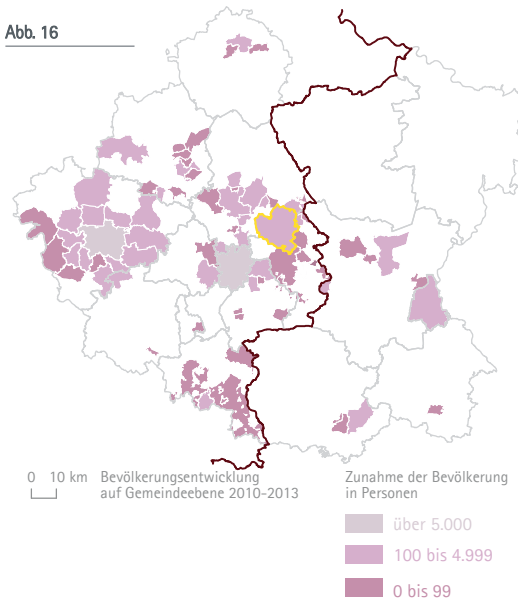 Abb. 16
0 10 km
Bevölkerungsentwicklung
auf Gemeindeebene 2010-2013
Zunahme der Bevölkerung
in Personen
über 5.000
100 bis 4.999
0 bis 99